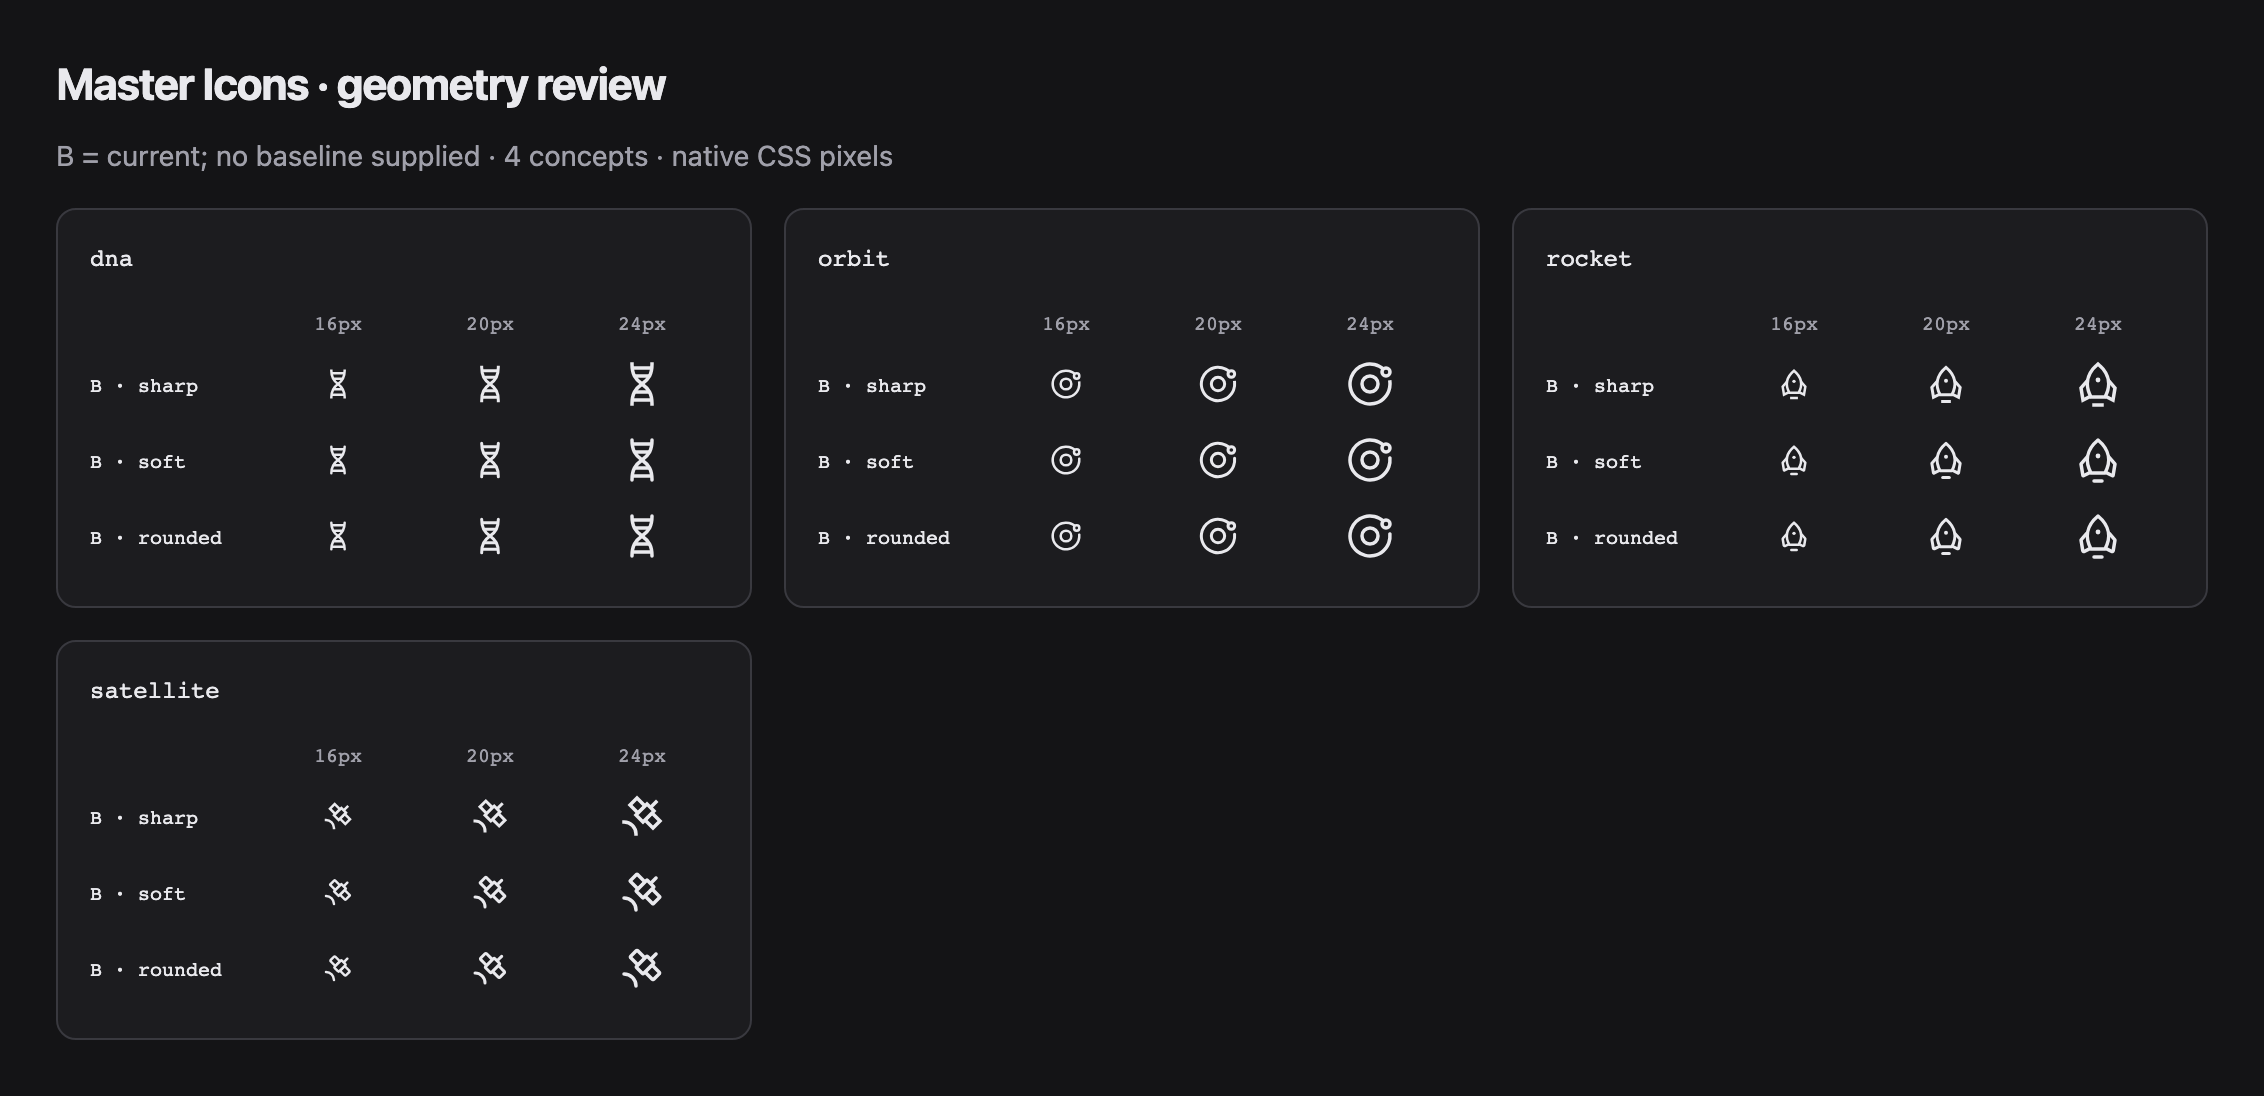 Master Icons · geometry review
B = current; no baseline supplied · 4 concepts · native CSS pixels
dna
16px 20px 24px
B · sharp
B · soft
B · rounded
orbit
16px 20px 24px
B · sharp
B · soft
B · rounded
rocket
16px 20px 24px
B · sharp
B · soft
B · rounded
satellite
16px 20px 24px
B · sharp
B · soft
B · rounded